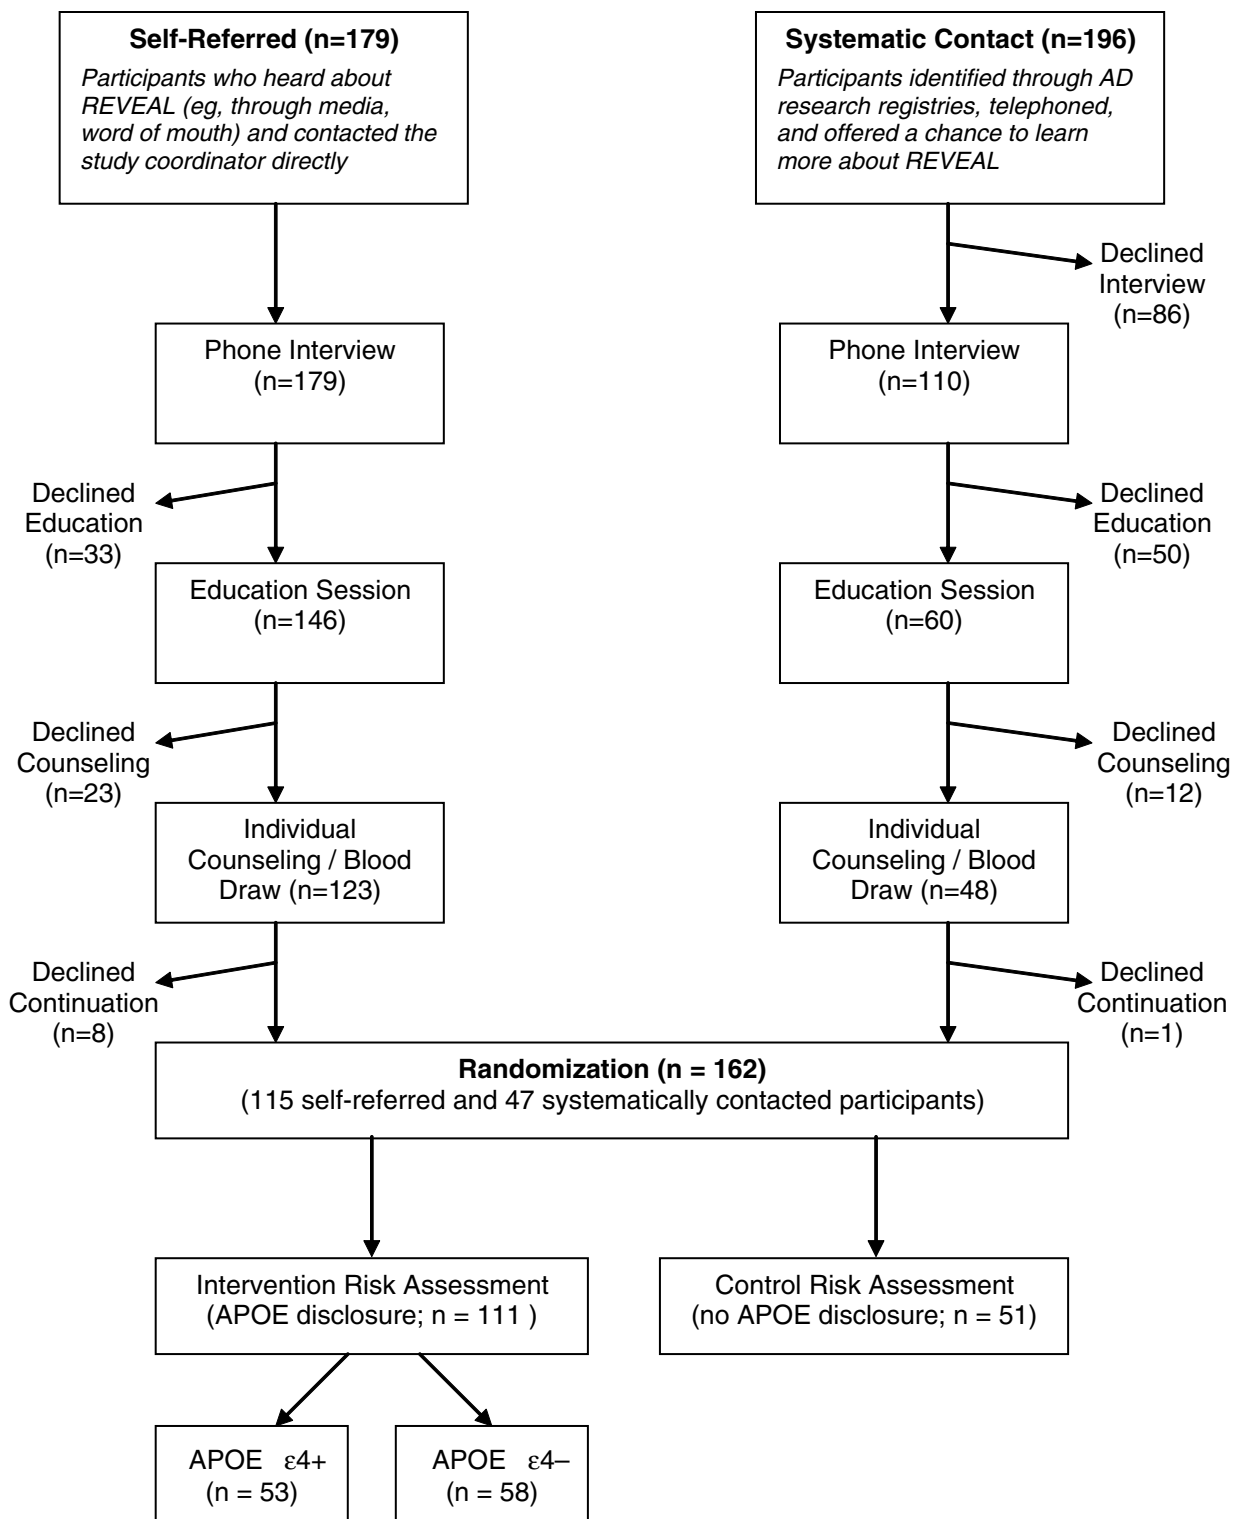 Self-Referred (n=179)
Participants who heard about
REVEAL (eg, through media,
word of mouth) and contacted the
study coordinator directly
Systematic Contact (n=196)
Participants identified through AD
research registries, telephoned,
and offered a chance to learn
more about REVEAL
Declined
Interview
(n=86)
Phone Interview
(n=179)
Phone Interview
(n=110)
Declined
Education
(n=33)
Declined
Education
(n=50)
Education Session
(n=146)
Education Session
(n=60)
Declined
Counseling
(n=23)
Declined
Counseling
(n=12)
Individual
Counseling / Blood
Draw (n=123)
Individual
Counseling / Blood
Draw (n=48)
Declined
Continuation
(n=8)
Declined
Continuation
(n=1)
Randomization (n = 162)
(115 self-referred and 47 systematically contacted participants)
Intervention Risk Assessment
(APOE disclosure; n = 111 )
Control Risk Assessment
(no APOE disclosure; n = 51)
APOE ε4+
(n = 53)
APOE ε4–
(n = 58)